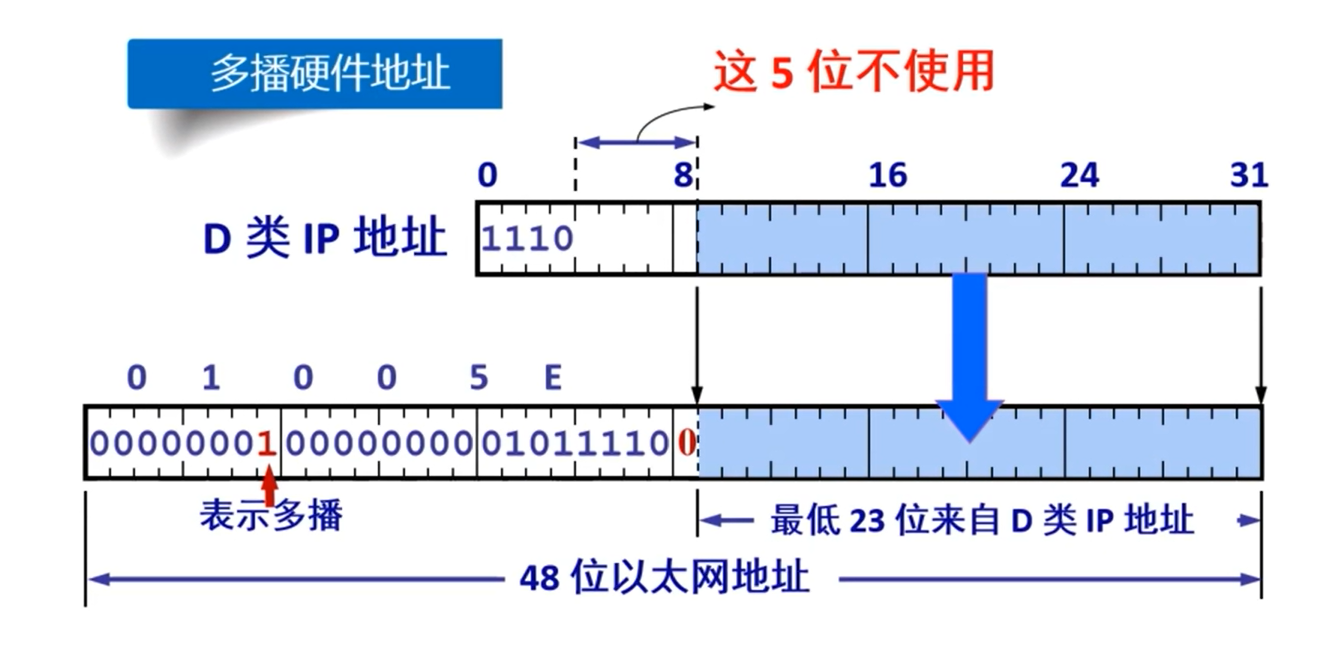 多播硬件地址
这 5 位不使用
0 8 16 24 31
D 类 IP 地址
1110
0 1 0 0 5 E
00000001 00000000 01011110 0
表示多播
最低 23 位来自 D 类 IP 地址
48 位以太网地址